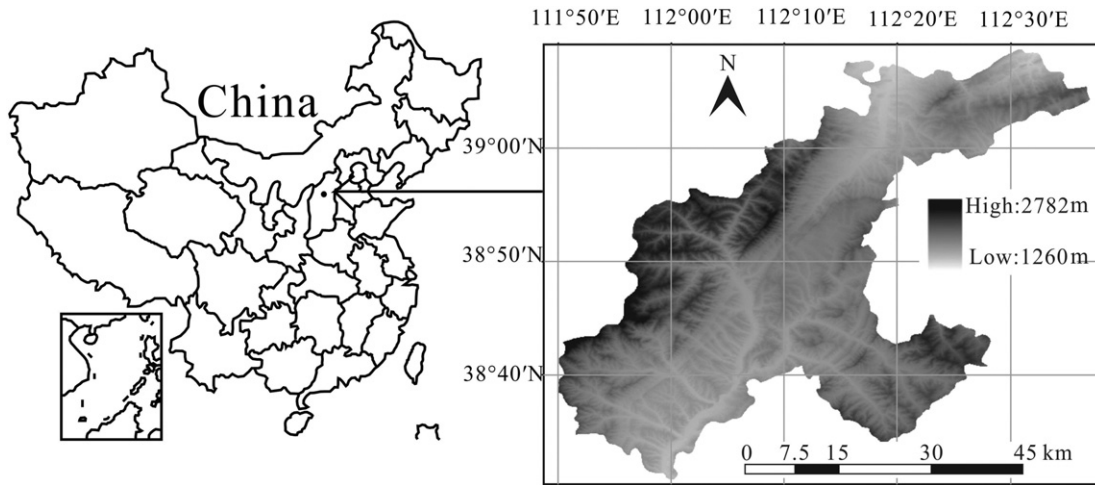 China
111°50′E 112°00′E 112°10′E 112°20′E 112°30′E
N
39°00′N
38°50′N
38°40′N
High:2782m
Low:1260m
0 7.5 15 30 45 km